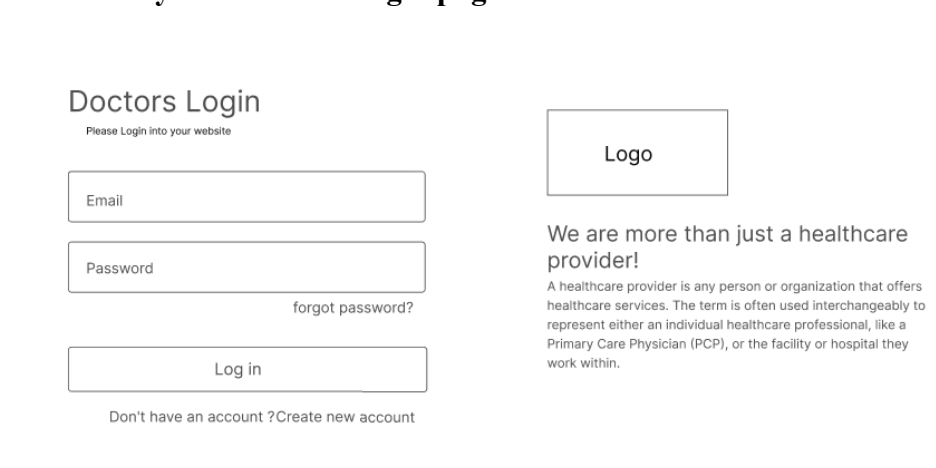 Doctors Login
Please Login into your website
Email
Password
forgot password?
Log in
Don't have an account ?Create new account
Logo
We are more than just a healthcare
provider!
A healthcare provider is any person or organization that offers
healthcare services. The term is often used interchangeably to
represent either an individual healthcare professional, like a
Primary Care Physician (PCP), or the facility or hospital they
work within.